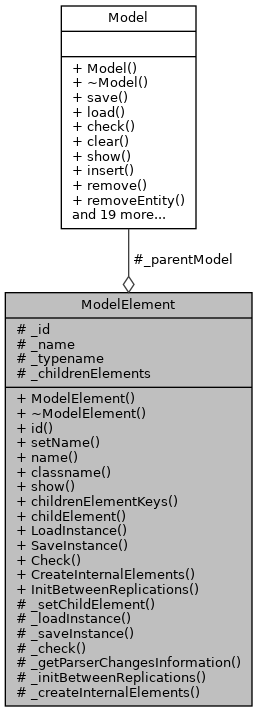 Model
+ Model()
+ ~Model()
+ save()
+ load()
+ check()
+ clear()
+ show()
+ insert()
+ remove()
+ removeEntity()
and 19 more...
#_parentModel
ModelElement
# _id
# _name
# _typename
# _childrenElements
+ ModelElement()
+ ~ModelElement()
+ id()
+ setName()
+ name()
+ classname()
+ show()
+ childrenElementKeys()
+ childElement()
+ LoadInstance()
+ SaveInstance()
+ Check()
+ CreateInternalElements()
+ InitBetweenReplications()
# _setChildElement()
# _loadInstance()
# _saveInstance()
# _check()
# _getParserChangesInformation()
# _initBetweenReplications()
# _createInternalElements()